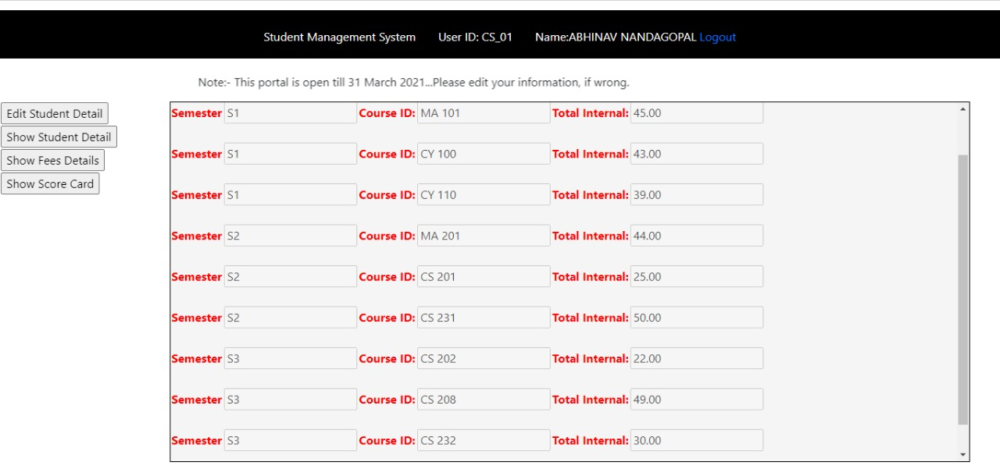 Student Management System User ID: CS_01 Name:ABHINAV NANDAGOPAL Logout
Note:- This portal is open till 31 March 2021...Please edit your information, if wrong.
Edit Student Detail
Show Student Detail
Show Fees Details
Show Score Card
Semester S1 Course ID: MA 101 Total Internal: 45.00
Semester S1 Course ID: CY 100 Total Internal: 43.00
Semester S1 Course ID: CY 110 Total Internal: 39.00
Semester S2 Course ID: MA 201 Total Internal: 44.00
Semester S2 Course ID: CS 201 Total Internal: 25.00
Semester S2 Course ID: CS 231 Total Internal: 50.00
Semester S3 Course ID: CS 202 Total Internal: 22.00
Semester S3 Course ID: CS 208 Total Internal: 49.00
Semester S3 Course ID: CS 232 Total Internal: 30.00